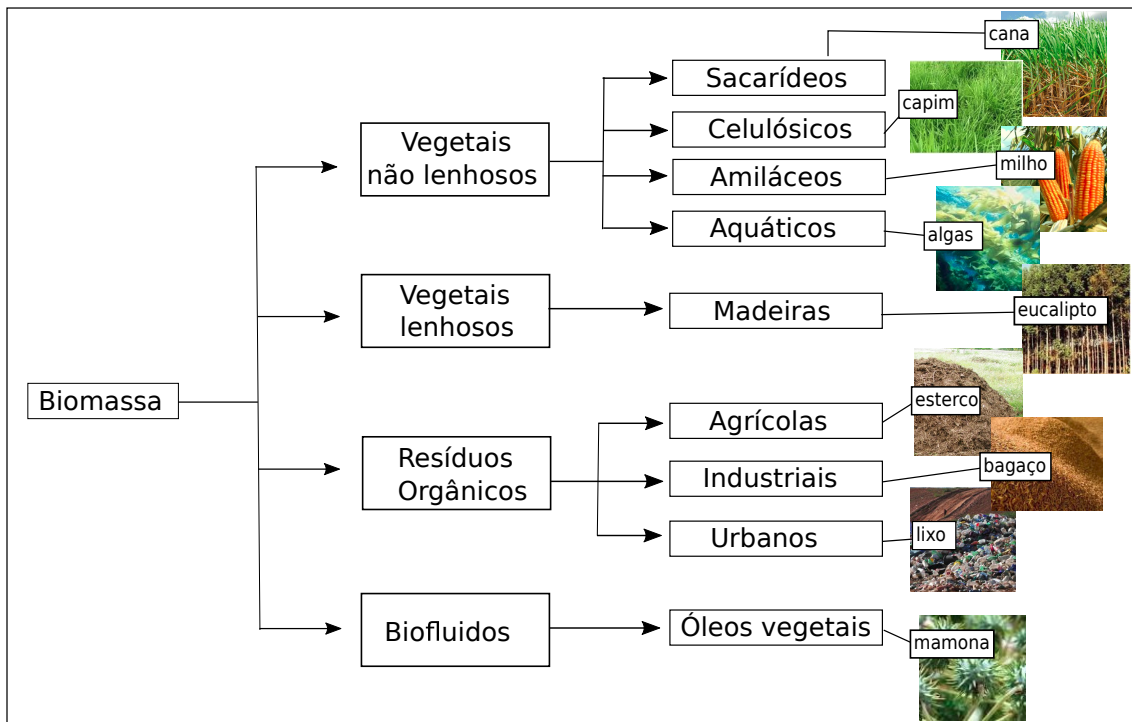 Biomassa
Vegetais
não lenhosos
Sacarídeos
cana
Celulósicos
capim
Amiláceos
milho
Aquáticos
algas
Vegetais
lenhosos
Madeiras
eucalipto
Resíduos
Orgânicos
Agrícolas
esterco
Industriais
bagaço
Urbanos
lixo
Biofluidos
Óleos vegetais
mamona